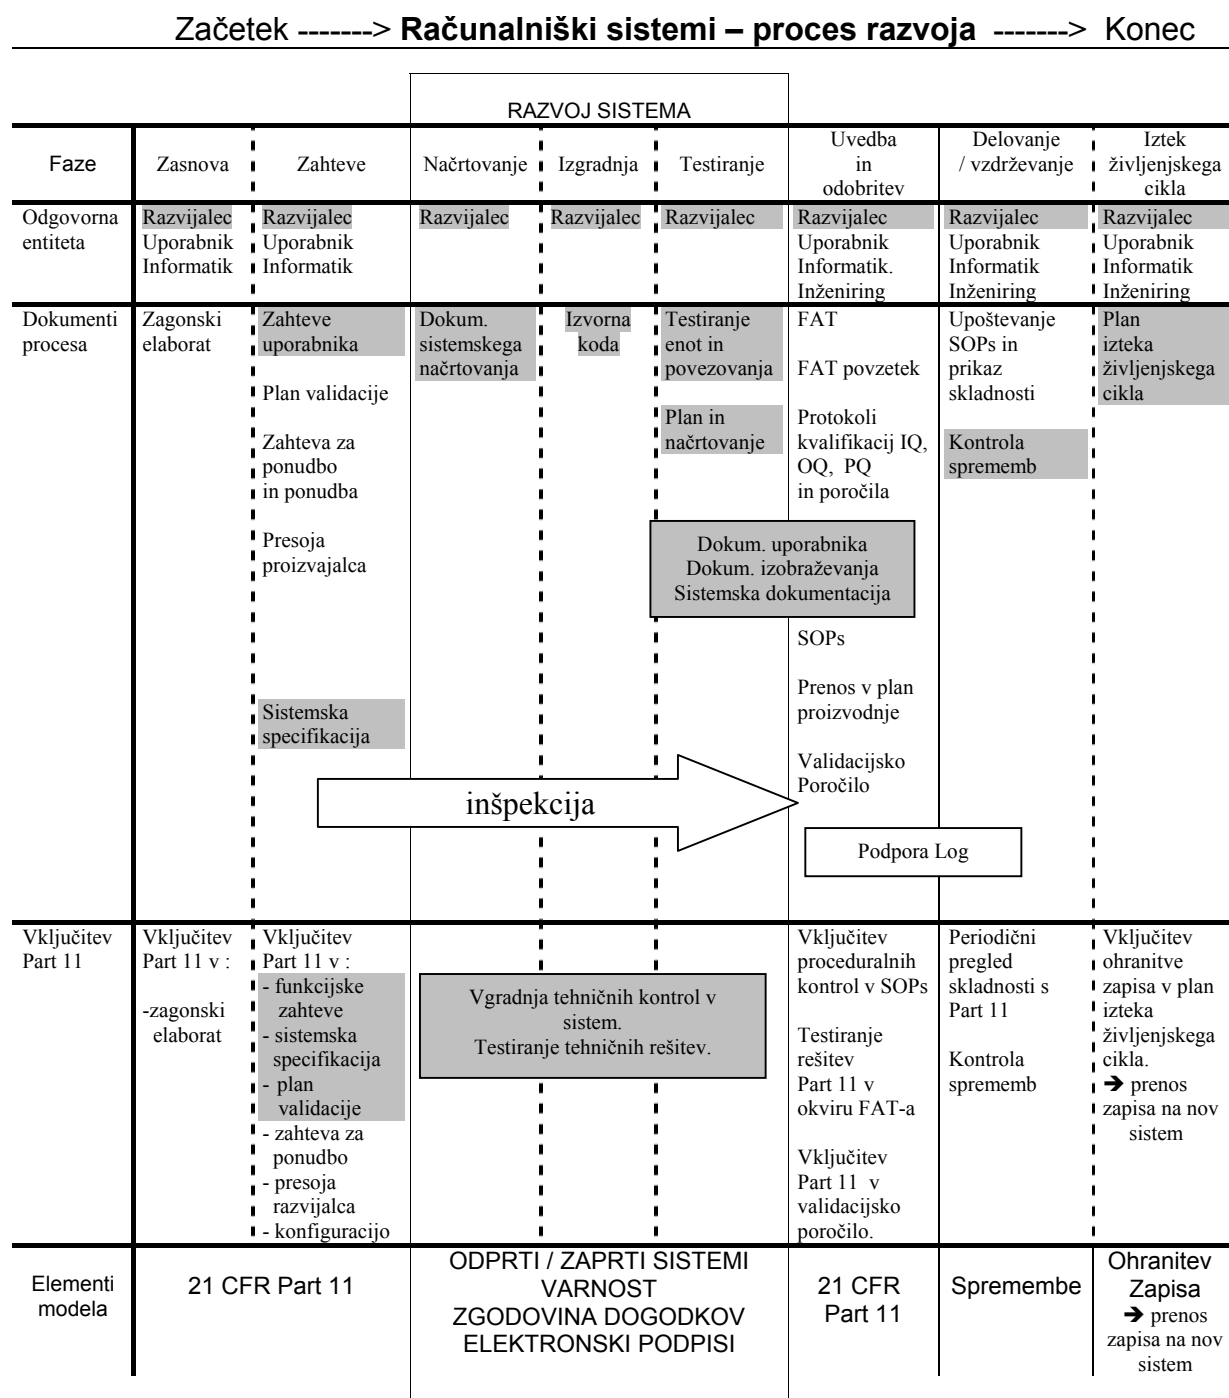 Začetek -------> Računalniški sistemi – proces razvoja -------> Konec
RAZVOJ SISTEMA
Faze
Zasnova
Zahteve
Načrtovanje
Izgradnja
Testiranje
Uvedba
in
odobritev
Delovanje
/ vzdrževanje
Iztek
življenjskega
cikla
Odgovorna
entiteta
Razvijalec
Uporabnik
Informatik
Razvijalec
Uporabnik
Informatik
Razvijalec
Razvijalec
Razvijalec
Razvijalec
Uporabnik
Informatik.
Inženiring
Razvijalec
Uporabnik
Informatik
Inženiring
Razvijalec
Uporabnik
Informatik
Inženiring
Dokumenti
procesa
Zagonski
elaborat
Zahteve
uporabnika
Plan validacije
Zahteva za
ponudbo
in ponudba
Presoja
proizvajalca
Sistemska
specifikacija
Dokum.
sistemskega
načrtovanja
Izvorna
koda
Testiranje
enot in
povezovanja
Plan in
načrtovanje
FAT
FAT povzetek
Protokoli
kvalifikacij IQ,
OQ, PQ
in poročila
Dokum. uporabnika
Dokum. izobraževanja
Sistemska dokumentacija
SOPs
Prenos v plan
proizvodnje
Validacijsko
Poročilo
Upoštevanje
SOPs in
prikaz
skladnosti
Kontrola
sprememb
Plan
izteka
življenjskega
cikla
inšpekcija
Podpora Log
Vključitev
Part 11
Vključitev
Part 11 v :
-zagonski
elaborat
Vključitev
Part 11 v :
- funkcijske
zahteve
- sistemska
specifikacija
- plan
validacije
- zahteva za
ponudbo
- presoja
razvijalca
- konfiguracijo
Vgradnja tehničnih kontrol v
sistem.
Testiranje tehničnih rešitev.
Vključitev
proceduralnih
kontrol v SOPs
Testiranje
rešitev
Part 11 v
okviru FAT-a
Vključitev
Part 11 v
validacijsko
poročilo.
Periodični
pregled
skladnosti s
Part 11
Kontrola
sprememb
Vključitev
ohranitve
zapisa v plan
izteka
življenjskega
cikla.
➔ prenos
zapisa na nov
sistem
Elementi
modela
21 CFR Part 11
ODPRTI / ZAPRTI SISTEMI
VARNOST
ZGODOVINA DOGODKOV
ELEKTRONSKI PODPISI
21 CFR
Part 11
Spremembe
Ohranitev
Zapisa
➔ prenos
zapisa na nov
sistem